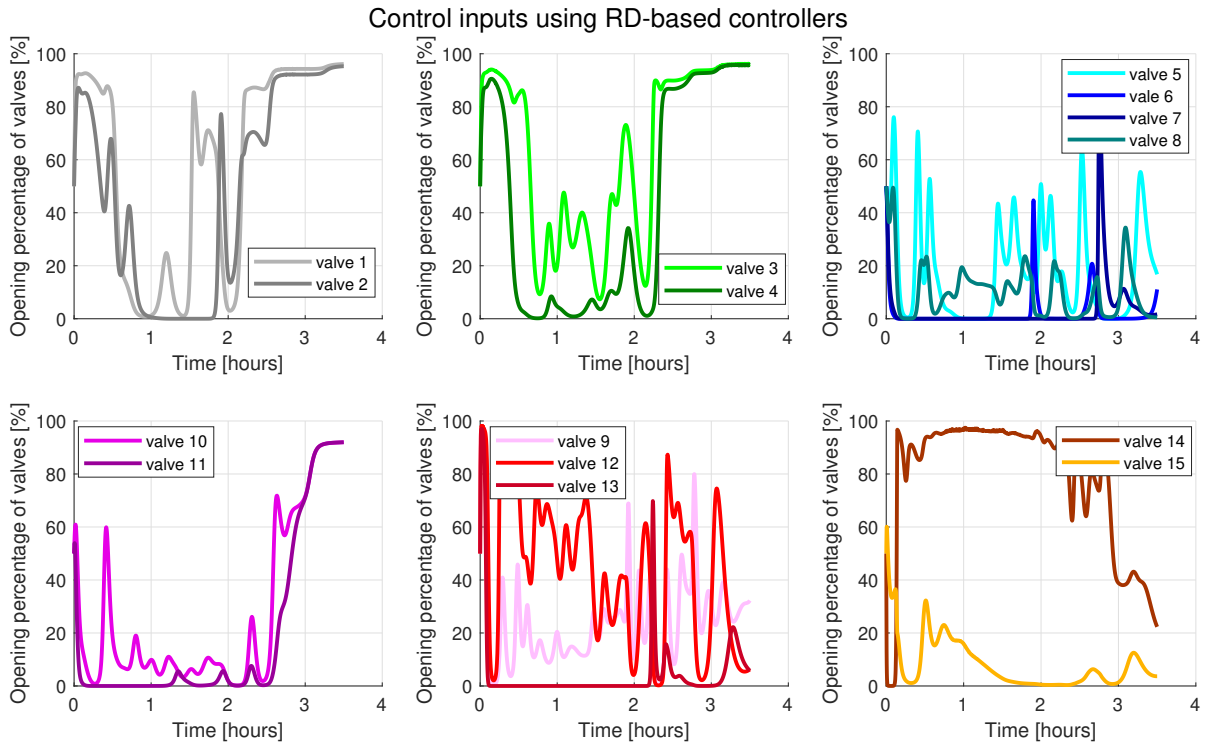 Control inputs using RD-based controllers
Opening percentage of valves [%]
100
80
60
40
20
0
0
1
2
3
4
Time [hours]
valve 1
valve 2
Opening percentage of valves [%]
100
80
60
40
20
0
0
1
2
3
4
Time [hours]
valve 3
valve 4
Opening percentage of valves [%]
100
80
60
40
20
0
0
1
2
3
4
Time [hours]
valve 5
vale 6
valve 7
valve 8
Opening percentage of valves [%]
100
80
60
40
20
0
0
1
2
3
4
Time [hours]
valve 10
valve 11
Opening percentage of valves [%]
100
80
60
40
20
0
0
1
2
3
4
Time [hours]
valve 9
valve 12
valve 13
Opening percentage of valves [%]
100
80
60
40
20
0
0
1
2
3
4
Time [hours]
valve 14
valve 15